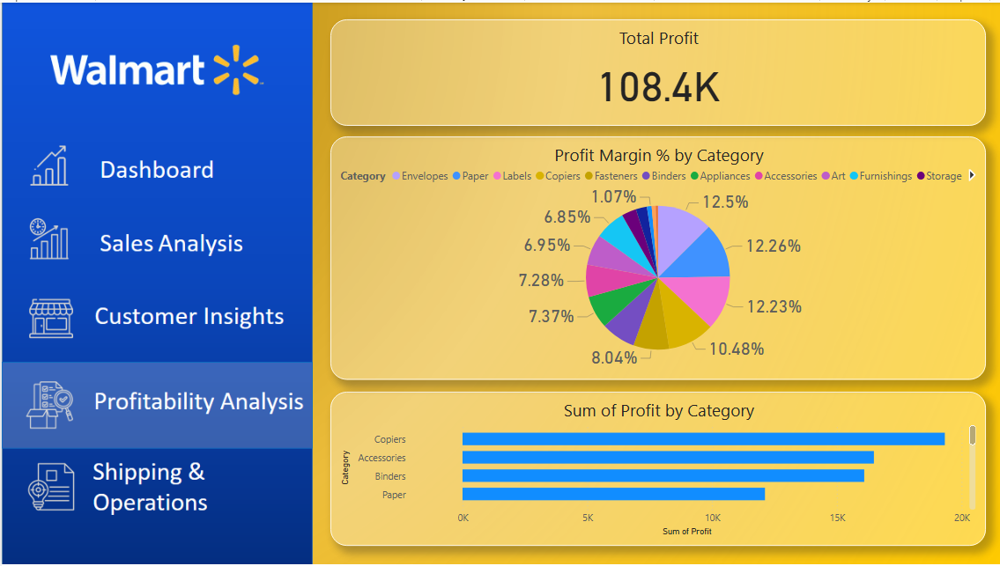 Walmart
Dashboard
Sales Analysis
Customer Insights
Profitability Analysis
Shipping &
Operations
Total Profit
108.4K
Profit Margin % by Category
Category Envelopes Paper Labels Copiers Fasteners Binders Appliances Accessories Art Furnishings Storage
1.07% 12.5%
6.85%
6.95% 12.26%
7.28%
7.37% 12.23%
8.04% 10.48%
Sum of Profit by Category
Category
Copiers
Accessories
Binders
Paper
0K 5K 10K 15K 20K
Sum of Profit